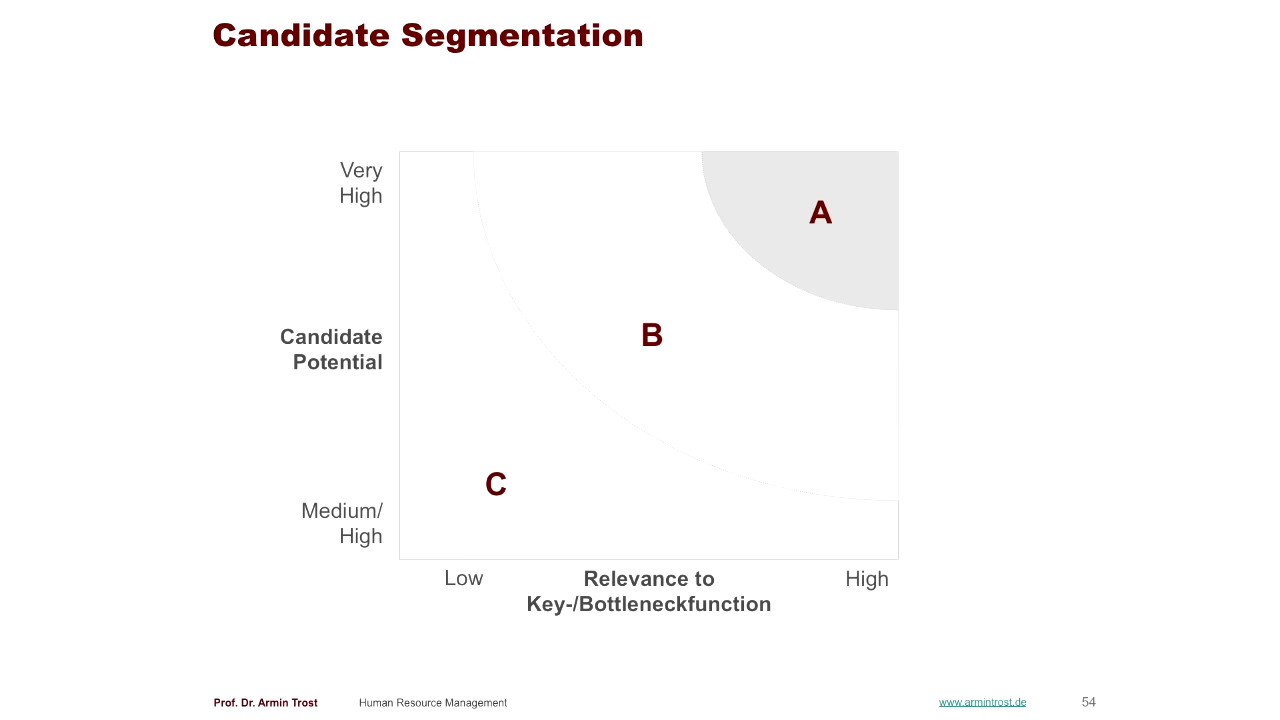 Candidate Segmentation
Very
High
A
B
Candidate
Potential
C
Medium/
High
Low
Relevance to
Key-/Bottleneckfunction
High
Prof. Dr. Armin Trost
Human Resource Management
www.armintrost.de
54